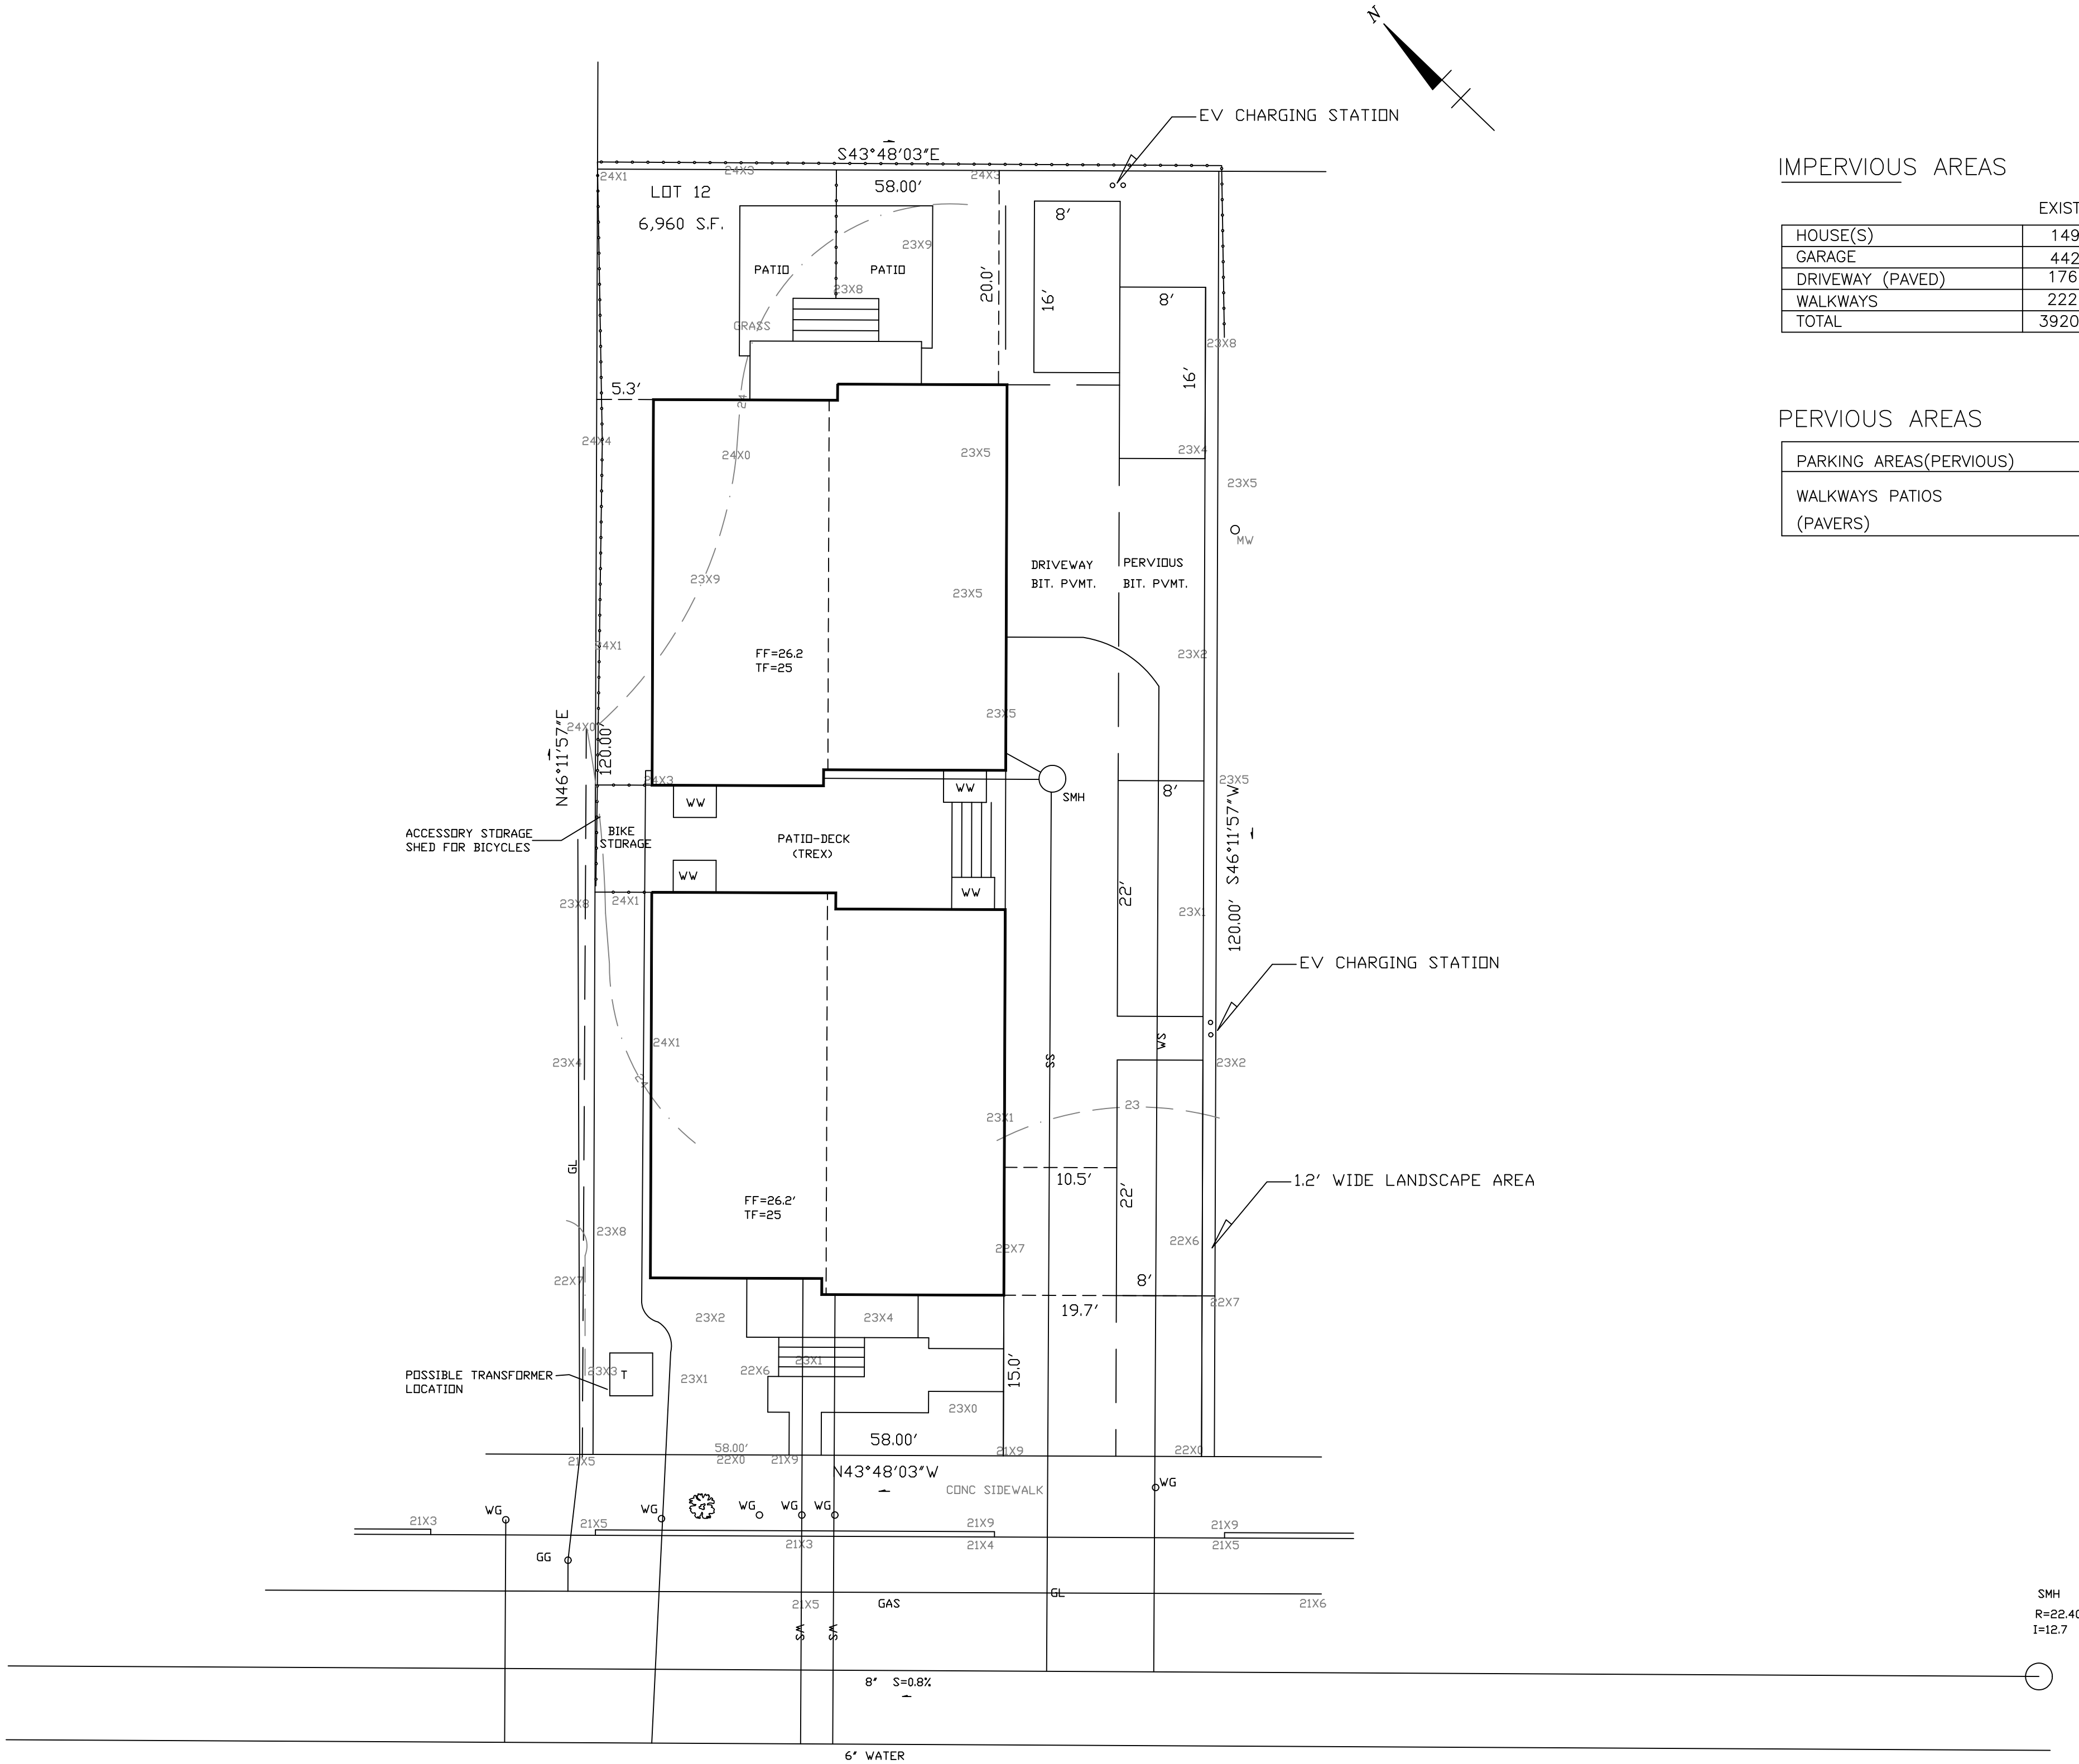 N
EV CHARGING STATION
S43°48'03"E
58.00'
24X1
24X3
24X3
LOT 12
6,960 S.F.
8'
23X9
PATIO
PATIO
20.0'
16'
8'
23X8
GRASS
23X8
16'
5.3'
24
24X4
24X0
23X5
23X4
23X5
MW
DRIVEWAY
BIT. PVMT.
PERVIOUS
BIT. PVMT.
23X9
23X5
24X1
FF=26.2
TF=25
23X2
23X5
24X0
N46°11'57"E
120.00'
24X3
WW
WW
SMH
23X5
8'
ACCESSORY STORAGE
SHED FOR BICYCLES
BIKE
STORAGE
PATIO-DECK
(TREX)
WW
WW
22'
120.00' S46°11'57"W
23X8
24X1
23X1
EV CHARGING STATION
24X1
23X4
24
SS
WS
23X2
23X1
23
GL
10.5'
22'
1.2' WIDE LANDSCAPE AREA
FF=26.2'
TF=25
23X8
22X7
22X6
22X7
8'
19.7'
22X7
23X2
23X4
POSSIBLE TRANSFORMER
LOCATION
23X3
T
23X1
22X6
23X1
15.0'
23X0
58.00'
58.00'
22X0
21X9
21X9
22X0
21X5
N43°48'03"W
CONC SIDEWALK
WG
WG
WG
WG
WG
WG
21X3
21X5
21X9
21X9
21X3
21X4
21X5
GG
GL
GAS
21X5
21X6
WS
WS
8" S=0.8%
6" WATER
SMH
R=22.40
I=12.7
IMPERVIOUS AREAS
EXIST
HOUSE(S) 149
GARAGE 442
DRIVEWAY (PAVED) 176
WALKWAYS 222
TOTAL 3920
PERVIOUS AREAS
PARKING AREAS(PERVIOUS)
WALKWAYS PATIOS
(PAVERS)